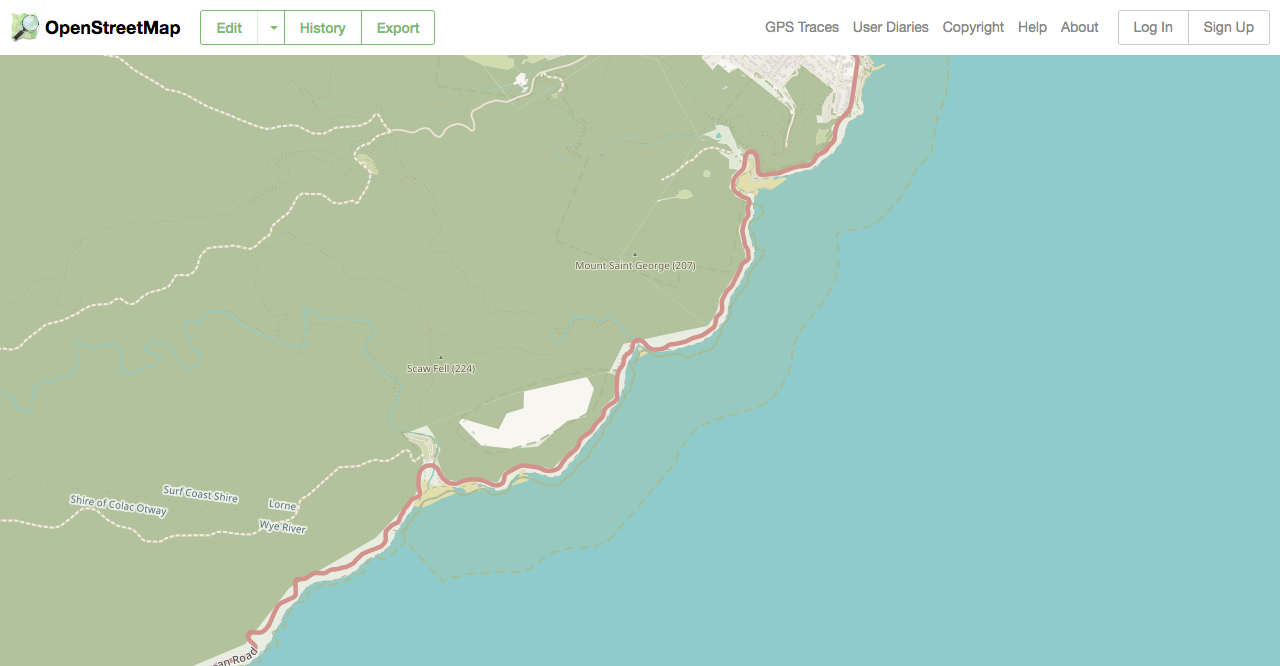 OpenStreetMap
Edit
History
Export
GPS Traces
User Diaries
Copyright
Help
About
Log In
Sign Up
Mount Saint George (207)
Scaw Fell (224)
Surf Coast Shire
Shire of Colac Otway
Lorne
Wye River
Road